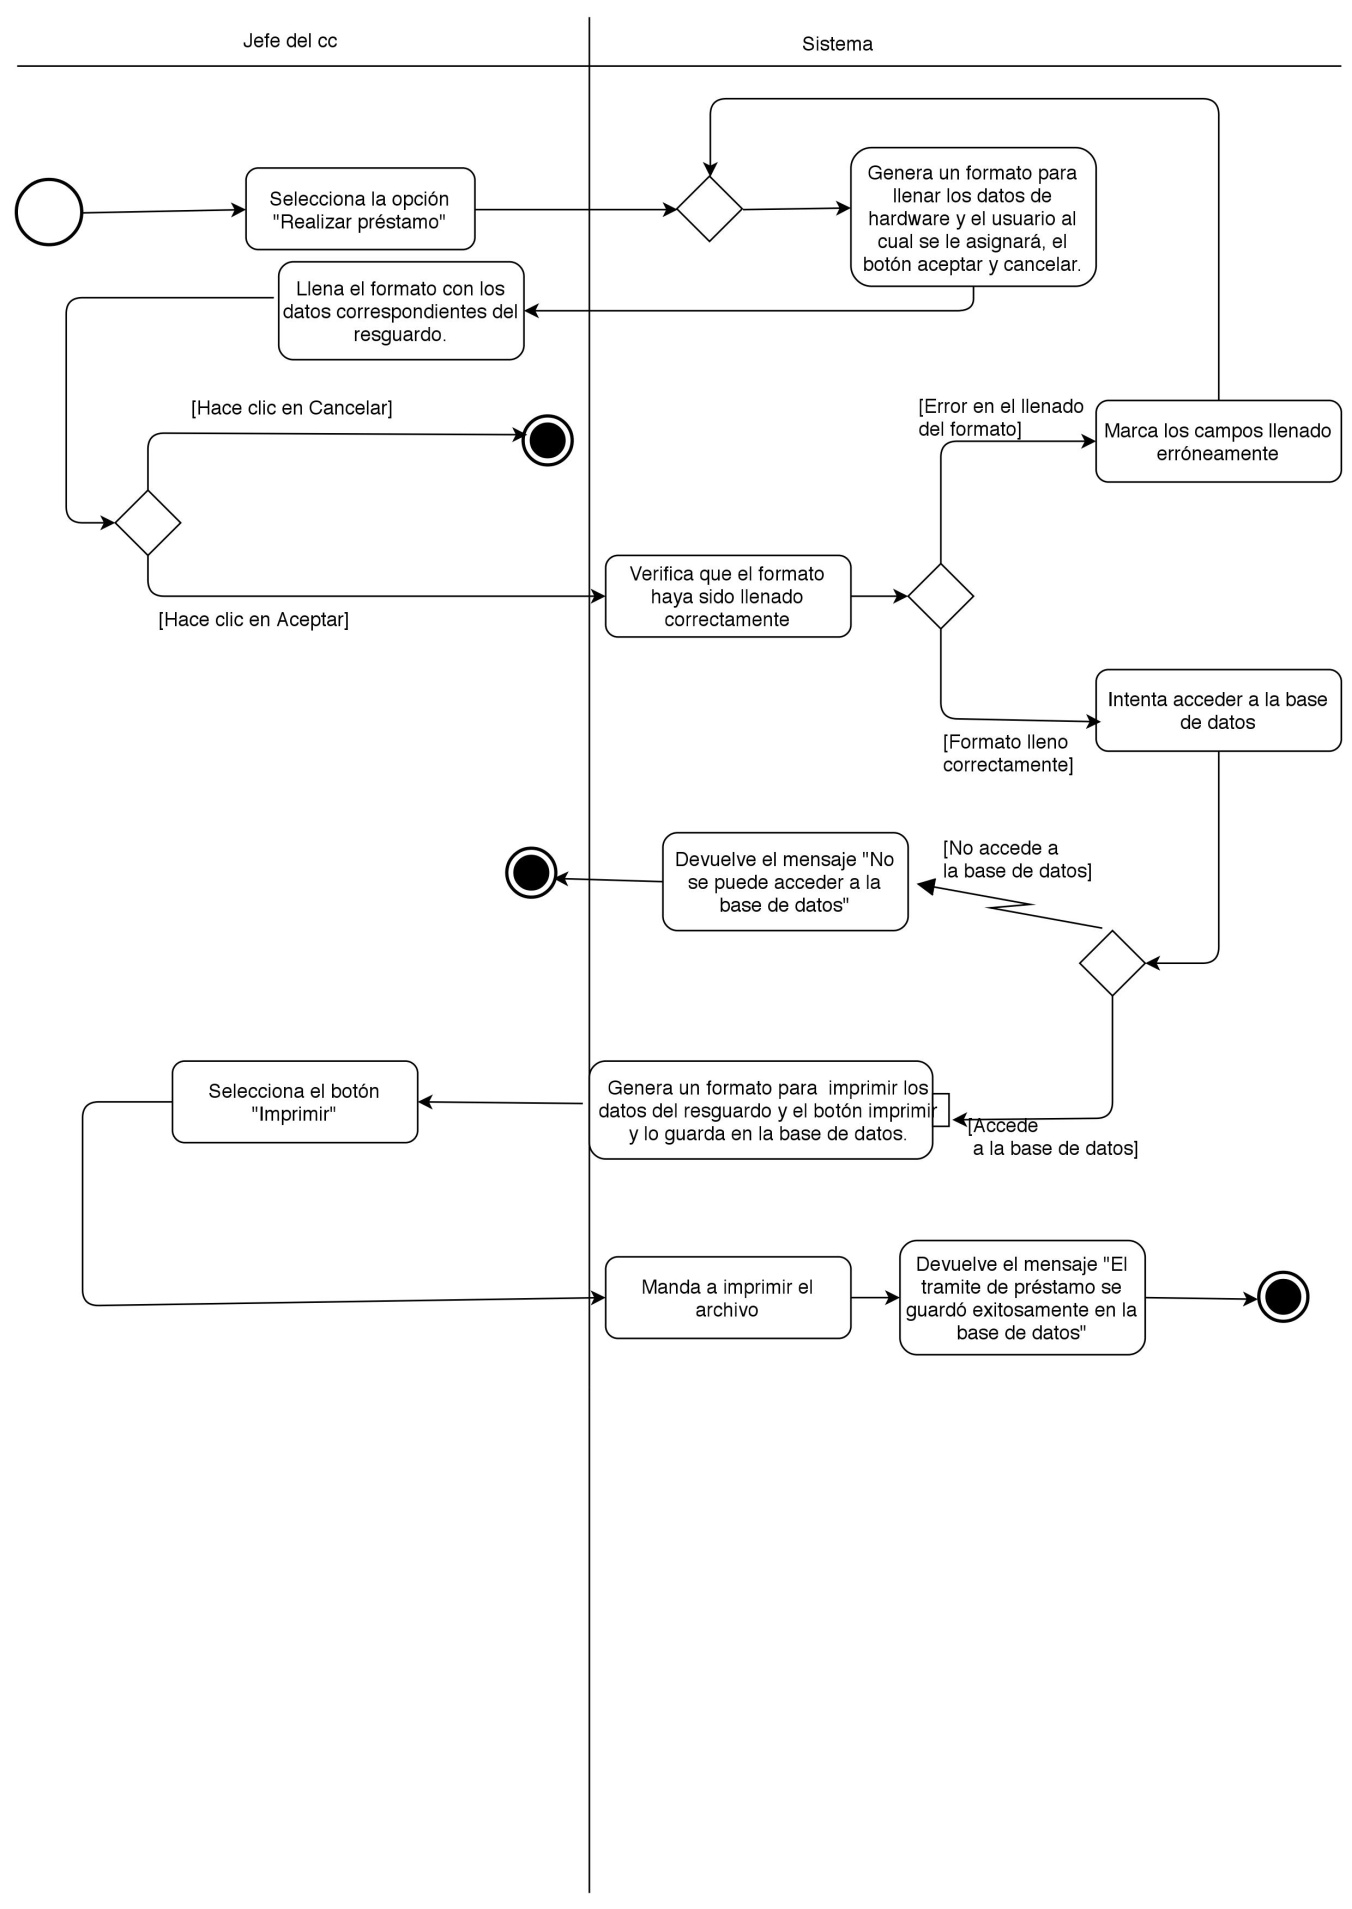 Jefe del cc
Sistema
Selecciona la opción
"Realizar préstamo"
Genera un formato para
llenar los datos de
hardware y el usuario al
cual se le asignará, el
botón aceptar y cancelar.
Llena el formato con los
datos correspondientes del
resguardo.
[Hace clic en Cancelar]
[Error en el llenado
del formato]
Marca los campos llenado
erróneamente
[Hace clic en Aceptar]
Verifica que el formato
haya sido llenado
correctamente
Intenta acceder a la base
de datos
[Formato lleno
correctamente]
Devuelve el mensaje "No
se puede acceder a la
base de datos"
[No accede a
la base de datos]
Selecciona el botón
"Imprimir"
Genera un formato para  imprimir los
datos del resguardo y el botón imprimir
y lo guarda en la base de datos.
[Accede
a la base de datos]
Manda a imprimir el
archivo
Devuelve el mensaje "El
tramite de préstamo se
guardó exitosamente en la
base de datos"